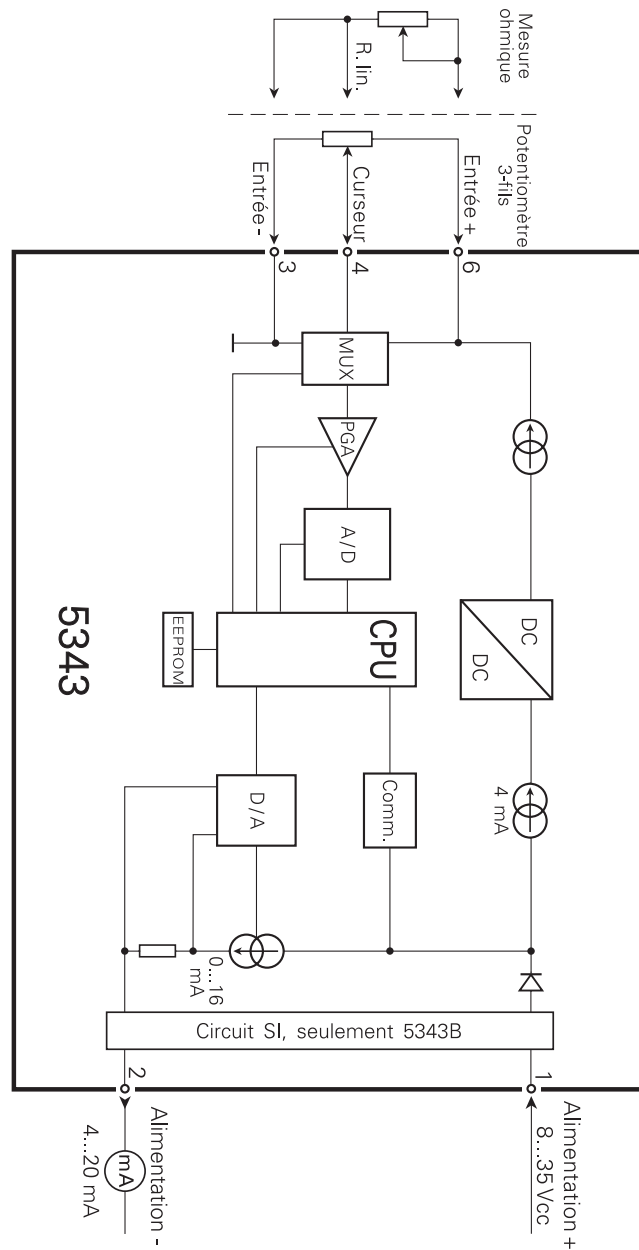 Mesure
ohmique
R. lin.
Potentiomètre
3-fils
Entrée +
Curseur
Entrée -
6
4
3
MUX
PGA
A/D
CPU
EEPROM
5343
DC
DC
4 mA
D/A
Comm.
0...16
mA
Circuit SI, seulement 5343B
1
2
Alimentation +
8....35 Vcc
Alimentation -
4...20 mA
mA